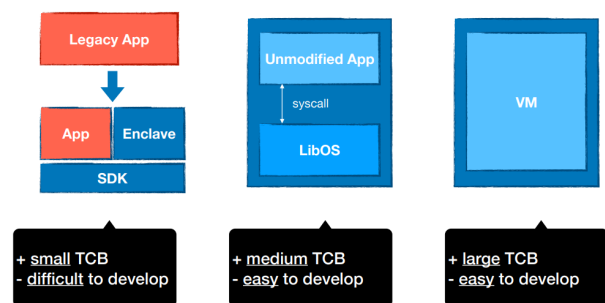 Legacy App
App
Enclave
SDK
+ small TCB
- difficult to develop
Unmodified App
syscall
LibOS
+ medium TCB
- easy to develop
VM
+ large TCB
- easy to develop